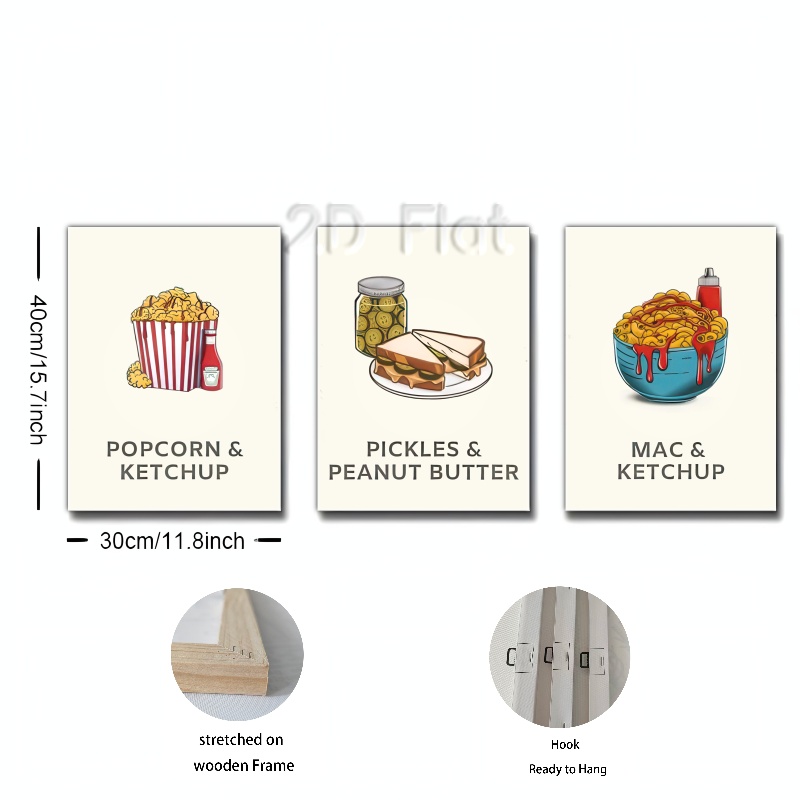 2D Flat
40cm/15.7inch
POPCORN &
KETCHUP
PICKLES &
PEANUT BUTTER
MAC &
KETCHUP
30cm/11.8inch
stretched on
wooden Frame
Hook
Ready to Hang